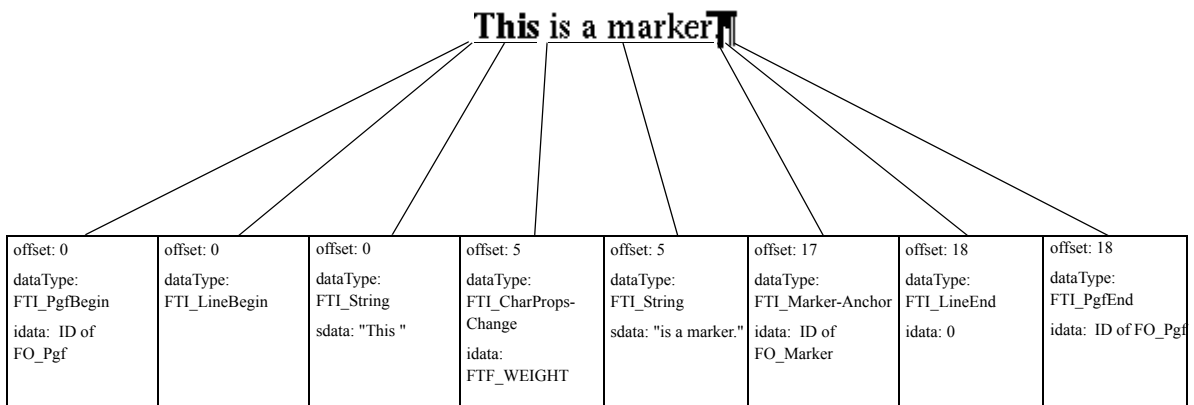 This is a marker.¶
offset: 0
dataType:
FTI_PgfBegin
idata: ID of
FO_Pgf
offset: 0
dataType:
FTI_LineBegin
offset: 0
dataType:
FTI_String
sdata: "This "
offset: 5
dataType:
FTI_CharProps-
Change
idata:
FTF_WEIGHT
offset: 5
dataType:
FTI_String
sdata: "is a marker."
offset: 17
dataType:
FTI_Marker-Anchor
idata: ID of
FO_Marker
offset: 18
dataType:
FTI_LineEnd
idata: 0
offset: 18
dataType:
FTI_PgfEnd
idata: ID of FO_Pgf